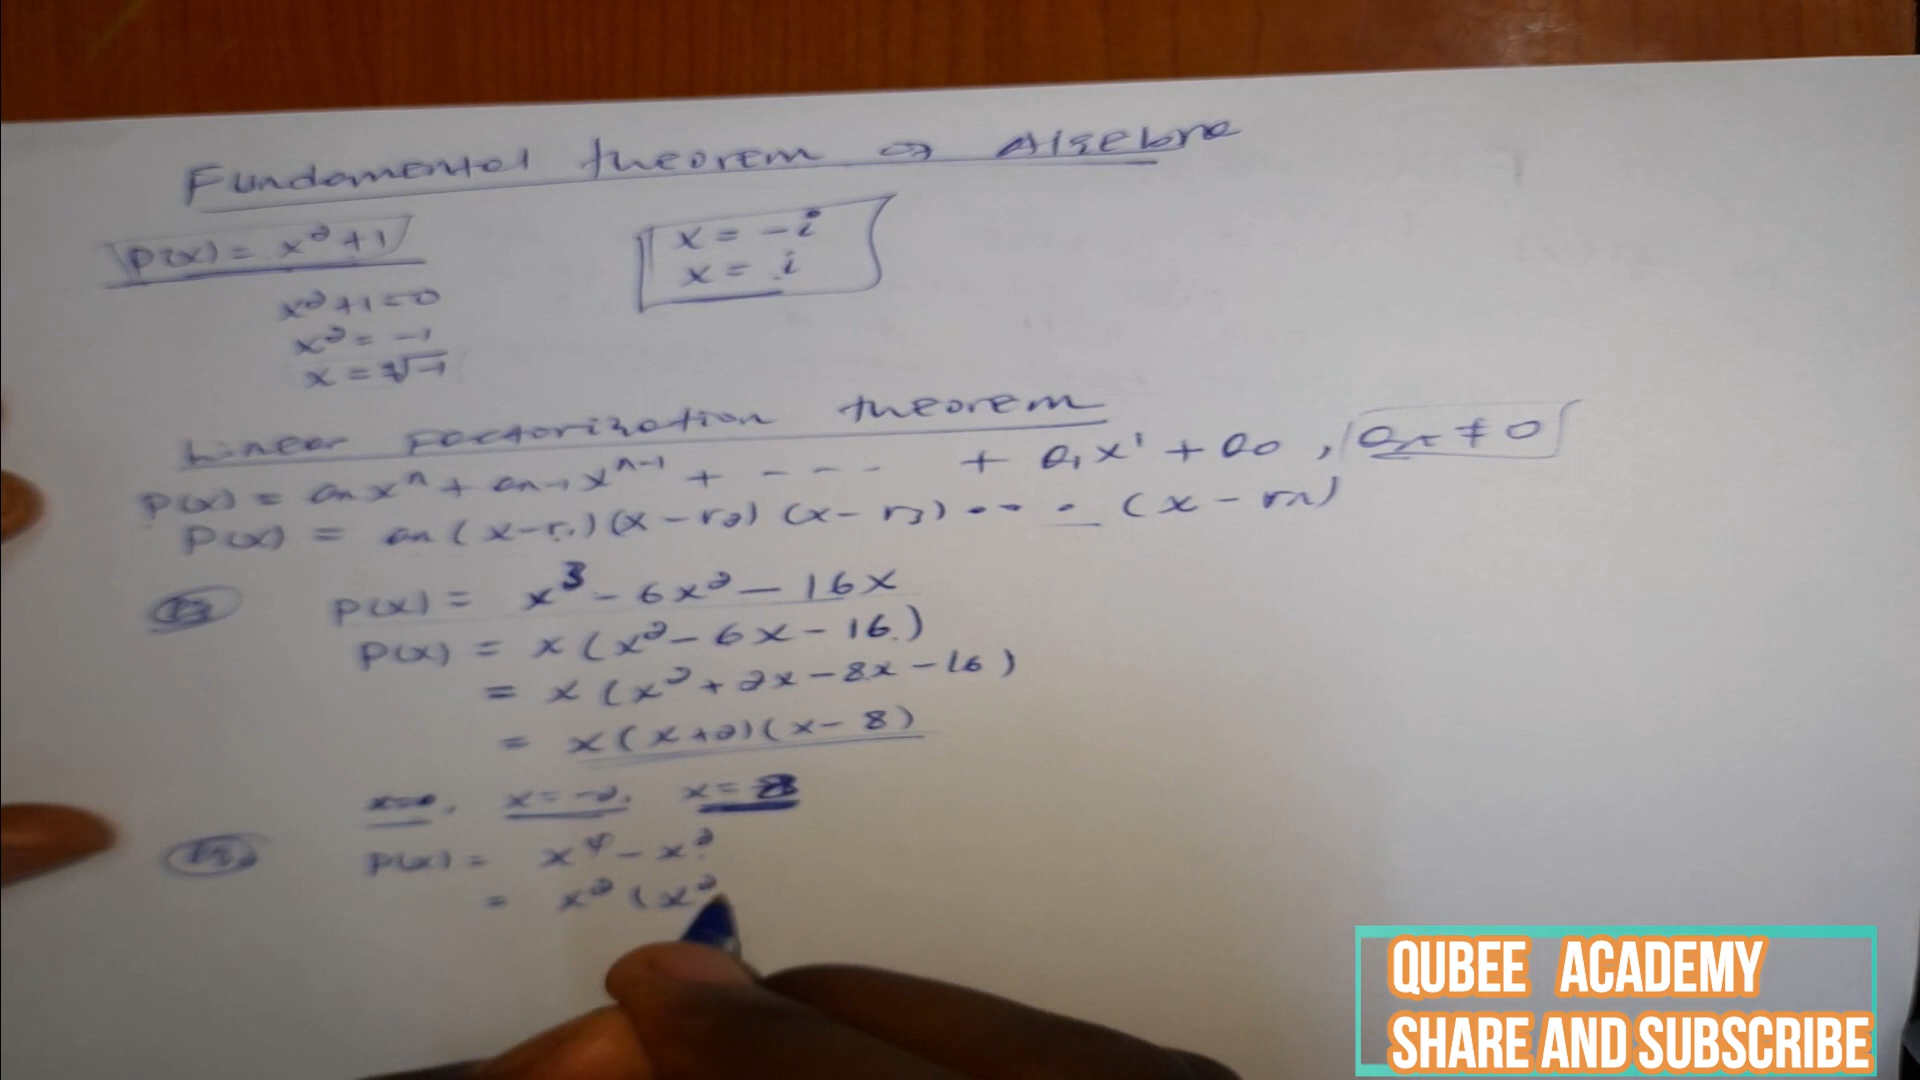 Fundamental theorem of Algebra
P(x) = x²+1
x = -i
x = i
x²+1=0
x² = -1
x = ²√-1
Linear Factorization theorem
P(x) = anxⁿ + an-1xⁿ⁻¹ + ---- + a1x¹ + a0 , an ≠ 0
P(x) = an(x-r1)(x-r2)(x-r3).... (x-rn)
P(x) = x³ - 6x² - 16x
P(x) = x(x²-6x-16)
= x(x²+2x-8x-16)
= x(x+2)(x-8)
x=0, x=-2, x=8
P(x) = x⁴-x²
= x²(x²
QUBEE ACADEMY
SHARE AND SUBSCRIBE